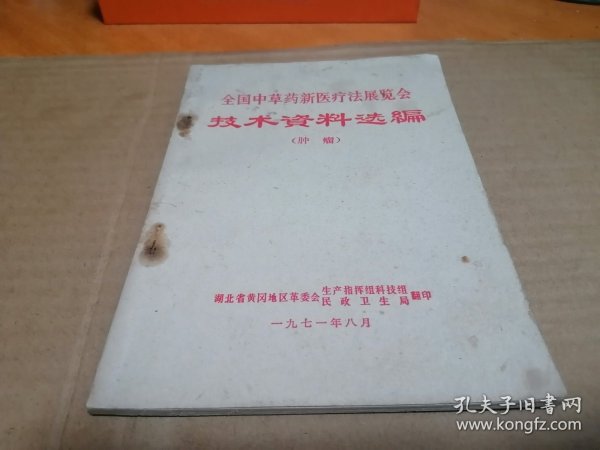 全国中草药新医疗法展览会
技术資料选编
（肿 瘤）
湖北省黄冈地区革委会生产指挥组科技组民政卫生局翻印
一九七一年八月
孔夫子旧书网
www.kongfz.com